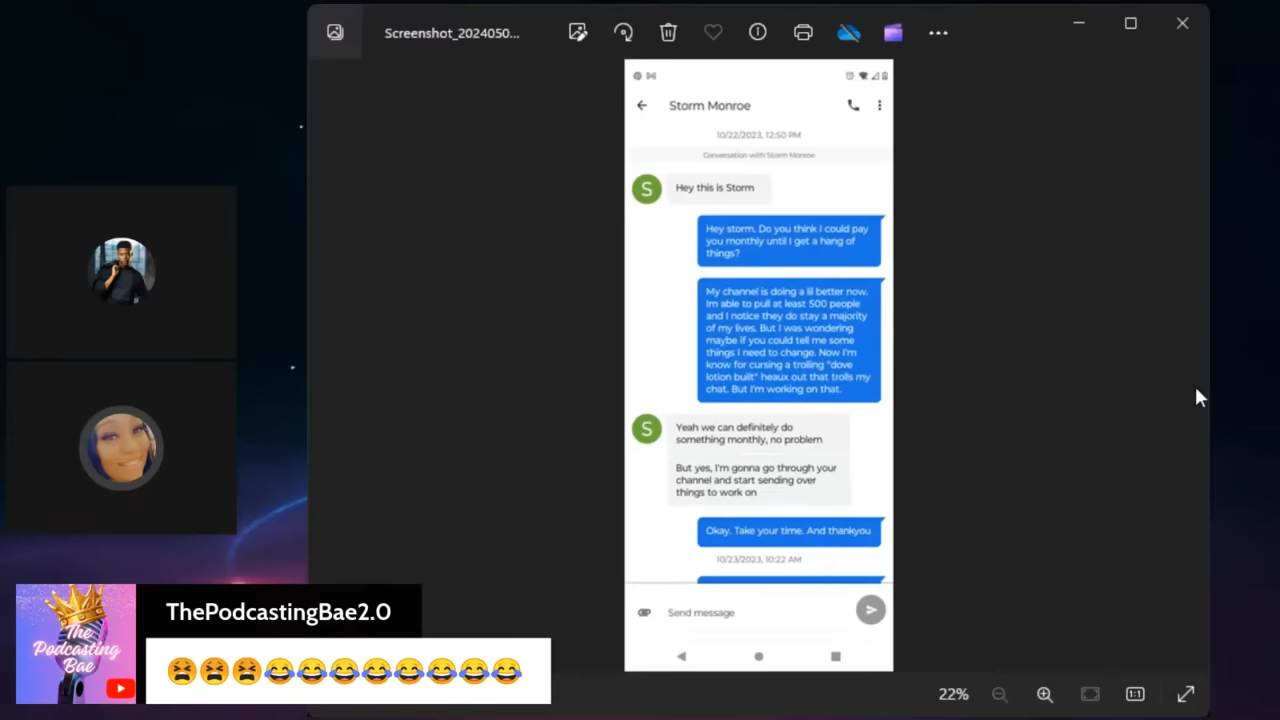 Screenshot_2024050...
Storm Monroe
10/22/2023, 12:50 PM
Conversation with Storm Monroe
S
Hey this is Storm
Hey storm. Do you think I could pay
you monthly until I get a hang of
things?
My channel is doing a lil better now.
Im able to pull at least 500 people
and I notice they do stay a majority
of my lives. But I was wondering
maybe if you could tell me some
things I need to change. Now I'm
know for cursing a trolling "dove
lotion built" heaux out that trolls my
chat. But I'm working on that.
S
Yeah we can definitely do
something monthly, no problem
But yes, I'm gonna go through your
channel and start sending over
things to work on
Okay. Take your time. And thankyou
10/23/2023, 10:22 AM
Send message
The
Podcasting
Bae
ThePodcastingBae2.0
😫😫😫😂😂😂😂😂😂😂😂
22%
1:1